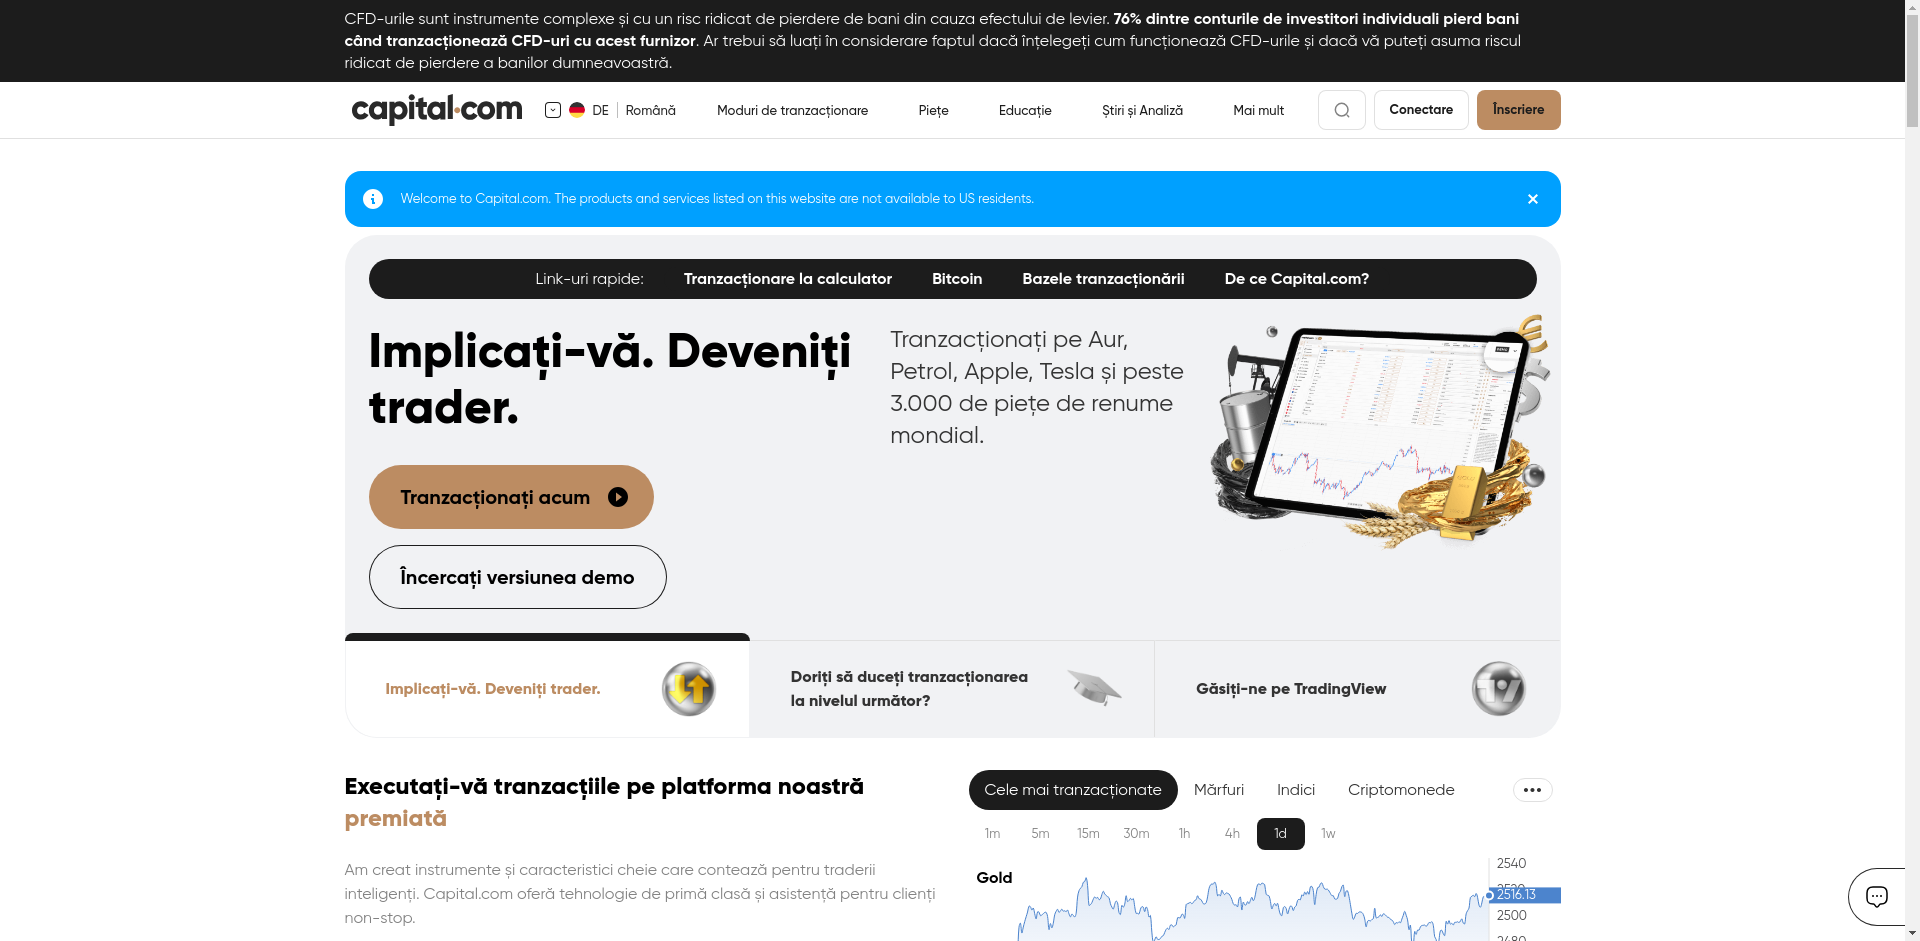 CFD-urile sunt instrumente complexe și cu un risc ridicat de pierdere de bani din cauza efectului de levier. 76% dintre conturile de investitori individuali pierd bani
când tranzacționează CFD-uri cu acest furnizor. Ar trebui să luați în considerare faptul dacă înțelegeți cum funcționează CFD-urile și dacă vă puteți asuma riscul
ridicat de pierdere a banilor dumneavoastră.
capital.com DE Română Moduri de tranzacționare Piețe Educație Știri și Analiză Mai mult Conectare Înscriere
Welcome to Capital.com. The products and services listed on this website are not available to US residents.
Link-uri rapide: Tranzacționare la calculator Bitcoin Bazele tranzacționării De ce Capital.com?
Implicați-vă. Deveniți
trader.
Tranzacționați pe Aur,
Petrol, Apple, Tesla și peste
3.000 de piețe de renume
mondial.
Tranzacționați acum
Încercați versiunea demo
Implicați-vă. Deveniți trader.
Doriți să duceți tranzacționarea
la nivelul următor?
Găsiți-ne pe TradingView
Executați-vă tranzacțiile pe platforma noastră
premiată
Am creat instrumente și caracteristici cheie care contează pentru traderii
inteligenți. Capital.com oferă tehnologie de primă clasă și asistență pentru clienți
non-stop.
Cele mai tranzacționate Mărfuri Indici Criptomonede
1m 5m 15m 30m 1h 4h 1d 1w
Gold
2540
2516.13
2500